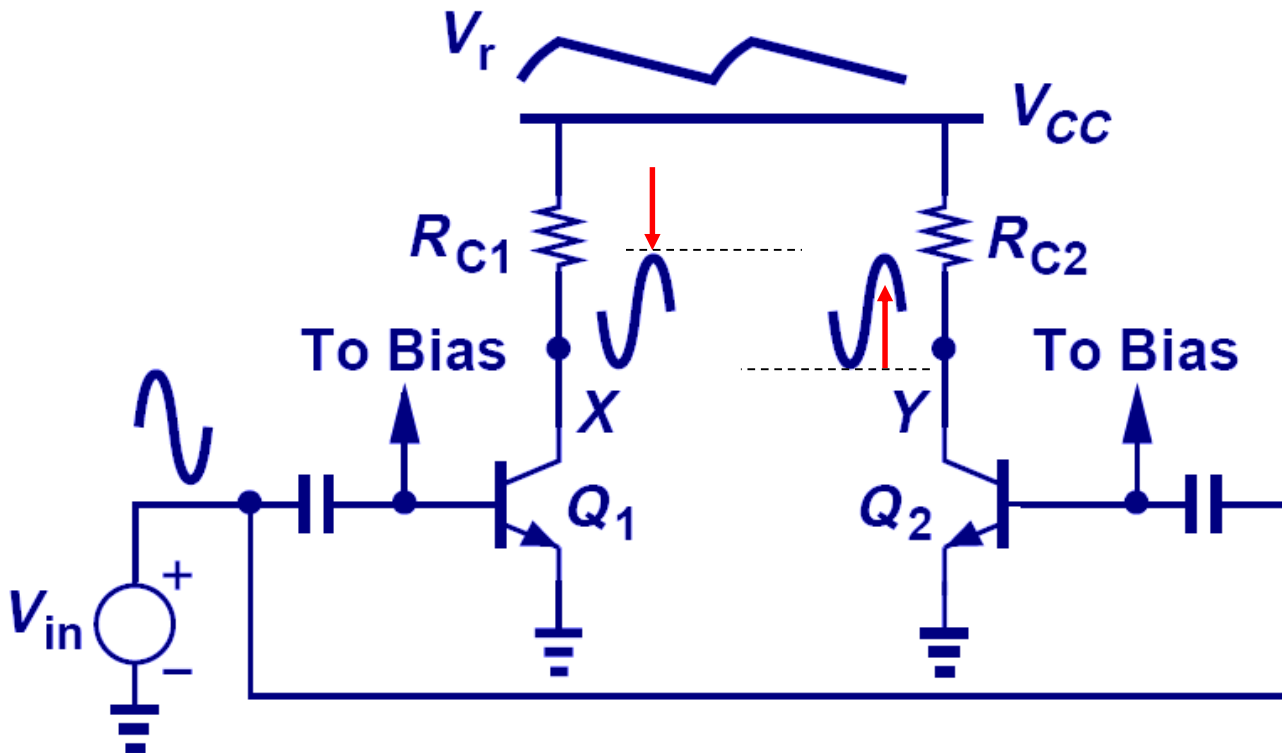 Vr
VCC
RC1
RC2
To Bias
To Bias
X
Y
Q1
Q2
Vin
+
−